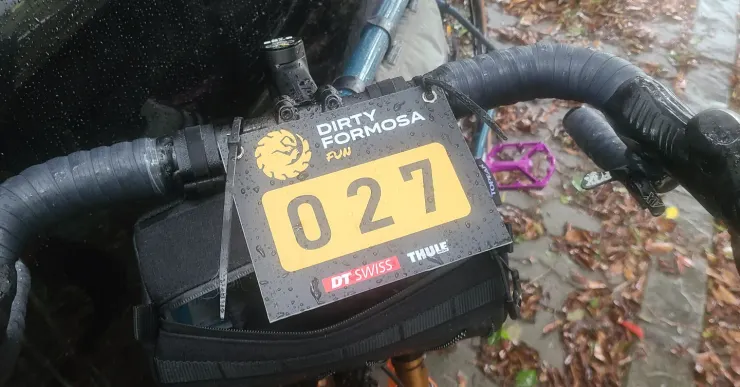 DIRTY
FORMOSA
FUN
027
DT SWISS
THULE